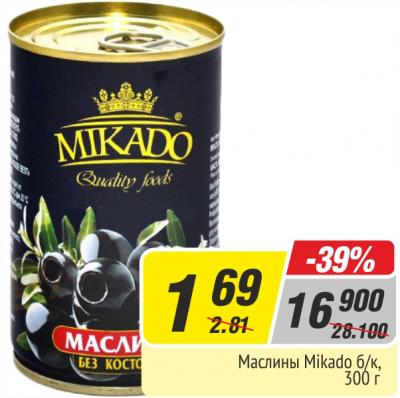 MIKADO
®
Quality foods
МАСЛИ
БЕЗ КОСТО
-39%
1 69
2.81
16 900
28.100
Маслины Mikado б/к,
300 г